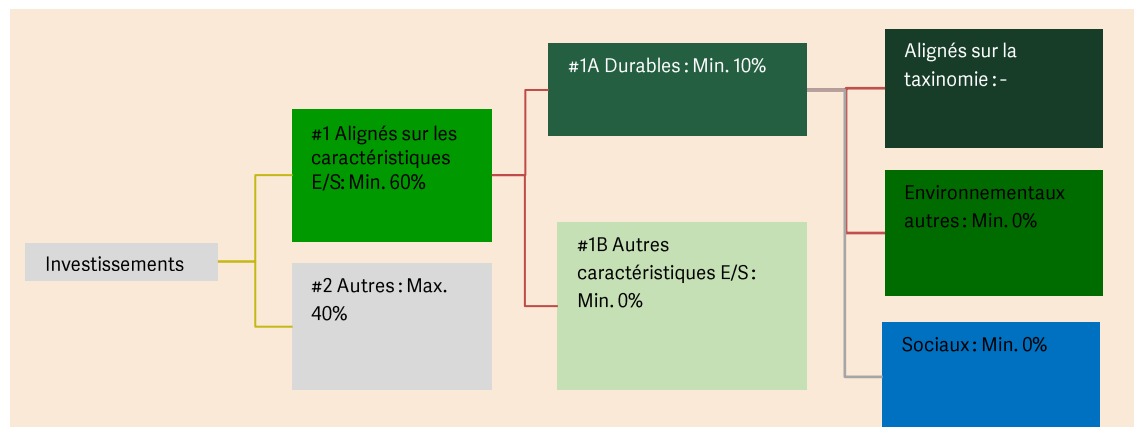 Investissements
#1 Alignés sur les
caractéristiques
E/S: Min. 60%
#2 Autres : Max.
40%
#1A Durables : Min. 10%
#1B Autres
caractéristiques E/S :
Min. 0%
Alignés sur la
taxinomie : -
Environnementaux
autres : Min. 0%
Sociaux : Min. 0%